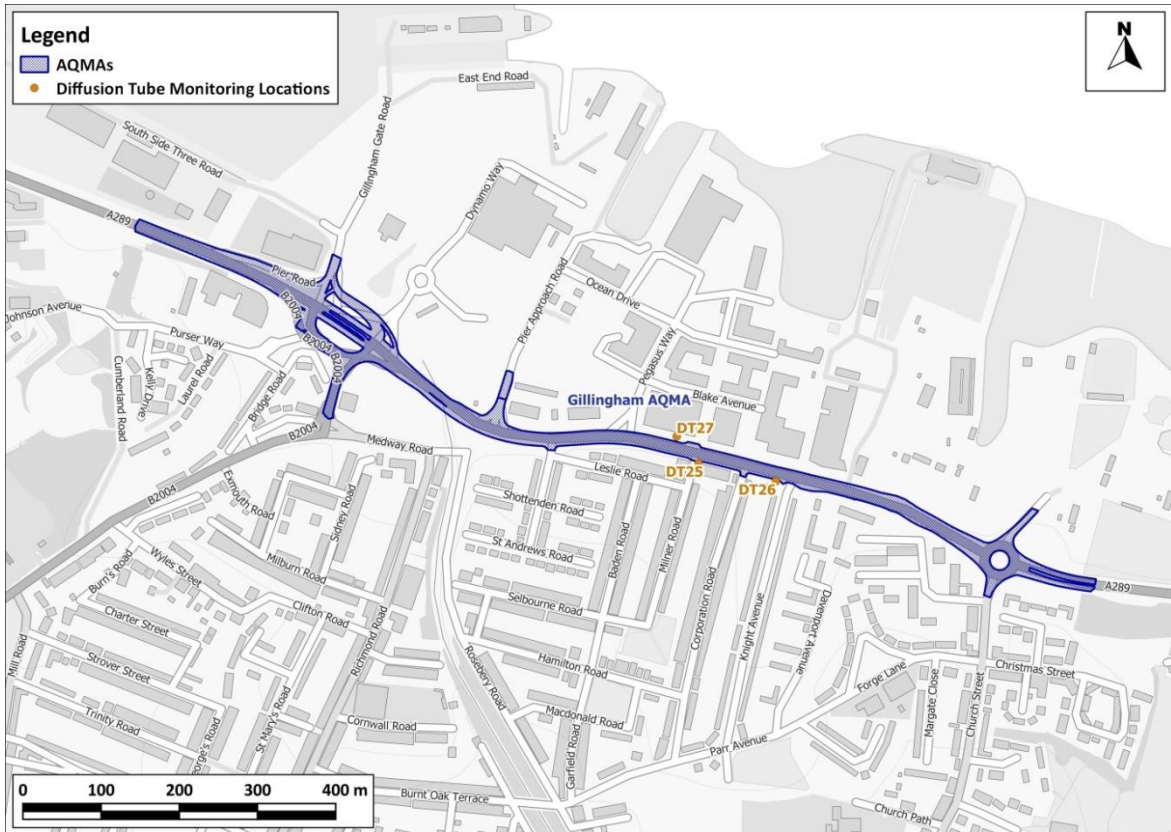 Legend
AQMAs
Diffusion Tube Monitoring Locations
N
East End Road
South Side Three Road
Gillingham Gate Road
Dynamo Way
A289
Pier Road
B2004
B2004
B2004
Johnson Avenue
Purser Way
Cumberland Road
Kelly Drive
Laurel Road
Bridge Road
B2004
Pier Approach Road
Ocean Drive
Pegasus Way
Blake Avenue
Gillingham AQMA
DT27
DT25
DT26
Medway Road
Leslie Road
B2004
Exmouth Road
Sidney Road
Shottenden Road
St Andrews Road
Baden Road
Milner Road
Corporation Road
Knight Avenue
Davenport Avenue
A289
Burn's Road
Wyles Street
Milburn Road
Clifton Road
Selbourne Road
Charter Street
Richmond Road
Hamilton Road
Forge Lane
Christmas Street
Mill Road
Strover Street
St Mary's Road
Rosebery Road
Macdonald Road
Margate Close
Church Street
Trinity Road
eorge's Road
Cornwall Road
Garfield Road
Parr Avenue
Burnt Oak Terrace
Church Path
0 100 200 300 400 m